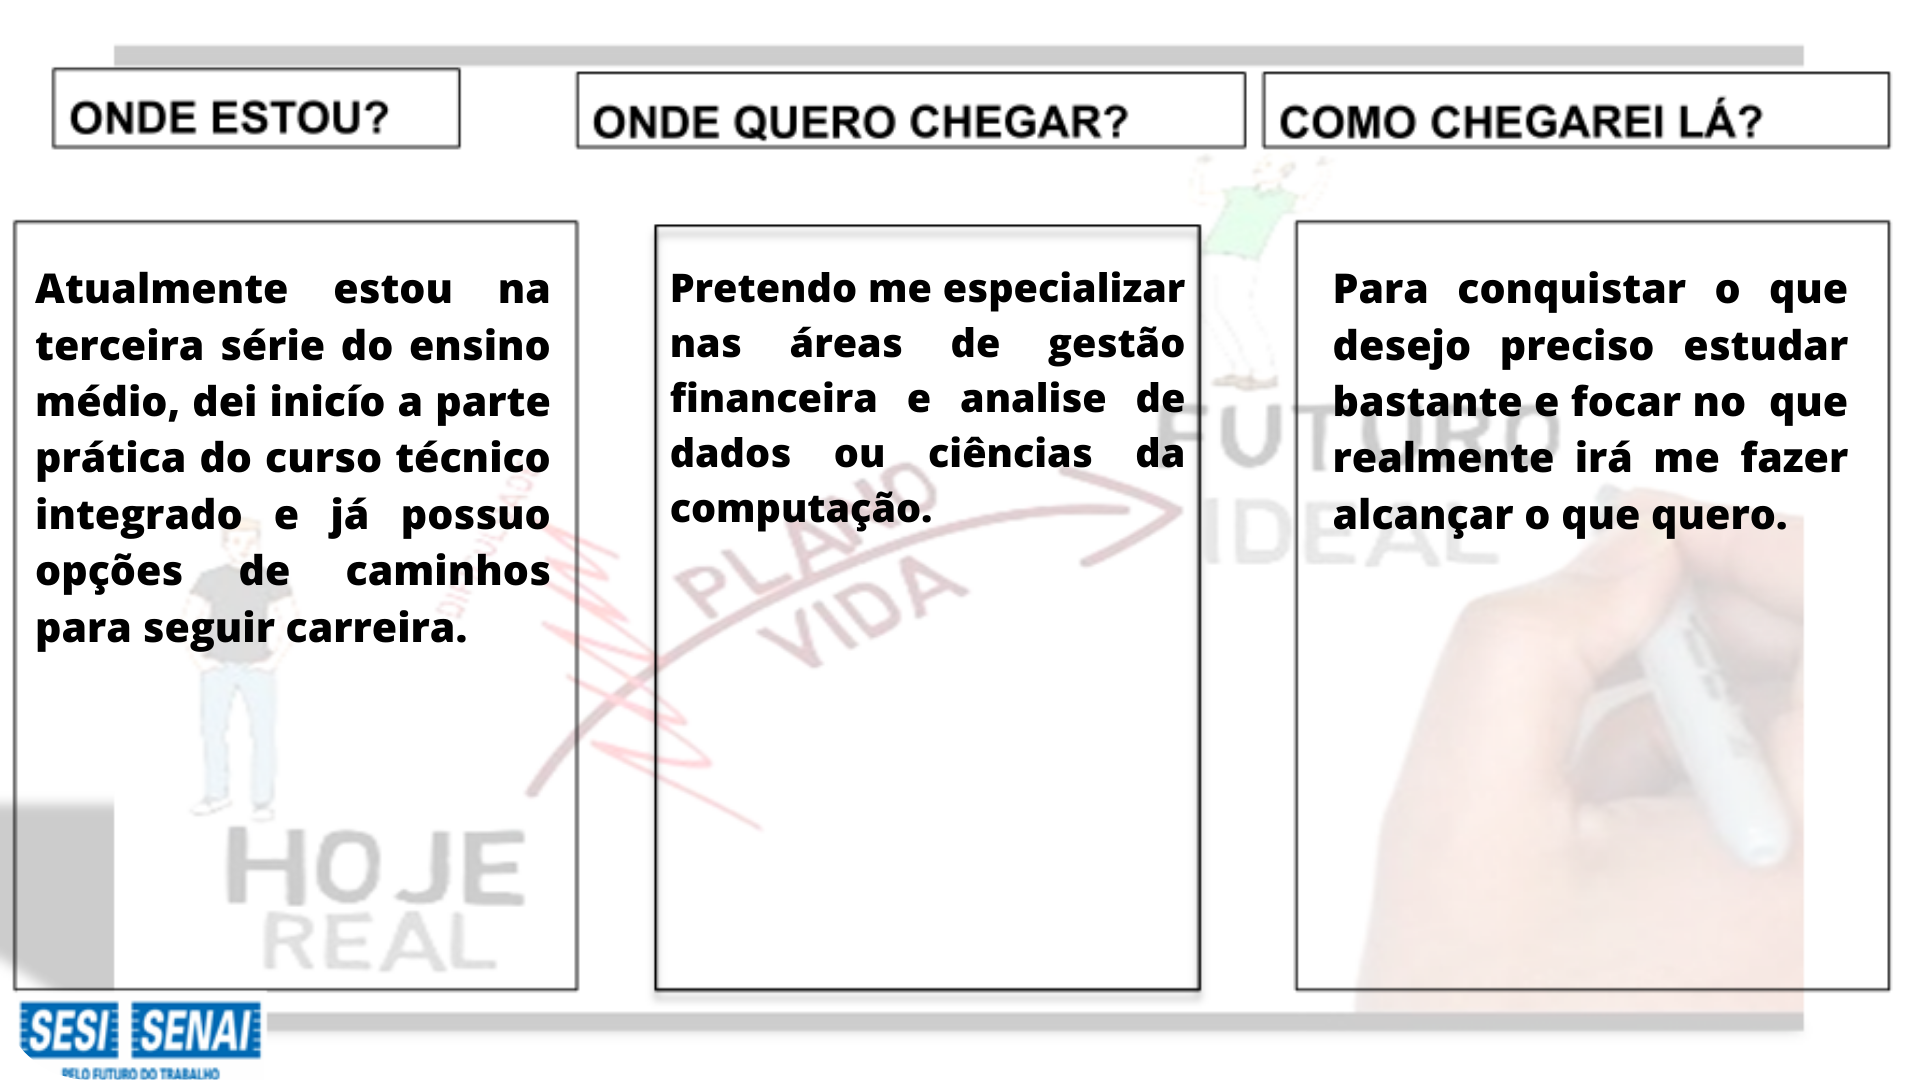 ONDE ESTOU?
ONDE QUERO CHEGAR?
COMO CHEGAREI LÁ?
Atualmente estou na
terceira série do ensino
médio, dei inicío a parte
prática do curso técnico
integrado e já possuo
opções de caminhos
para seguir carreira.
Pretendo me especializar
nas áreas de gestão
financeira e analise de
dados ou ciências da
computação.
Para conquistar o que
desejo preciso estudar
bastante e focar no que
realmente irá me fazer
alcançar o que quero.
FUTURO
IDEAL
PLANO
VIDA
HOJE
REAL
SESI SENAI
PELO FUTURO DO TRABALHO